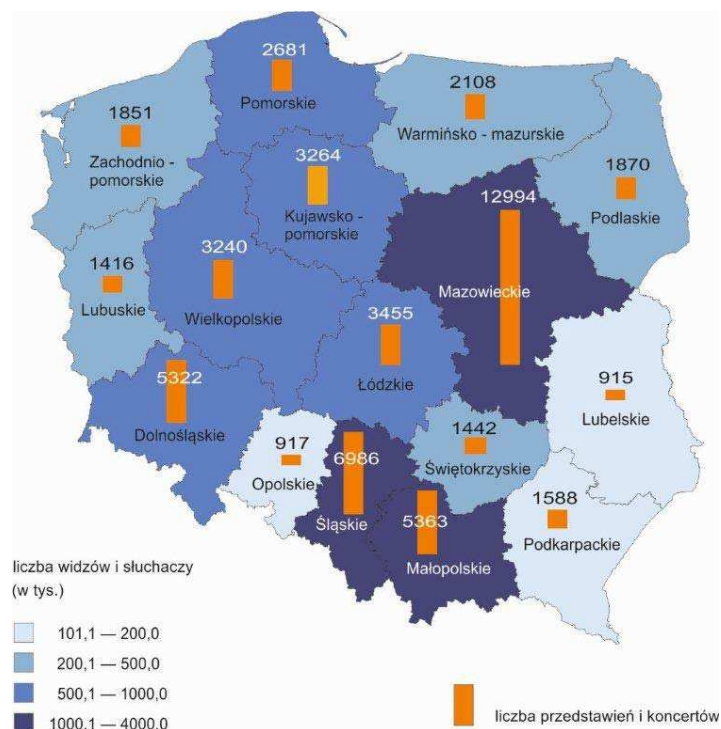 2681
Pomorskie
2108
Warmińsko - mazurskie
1851
Zachodnio -
pomorskie
3264
Kujawsko -
pomorskie
1870
Podlaskie
12994
Mazowieckie
1416
Lubuskie
3240
Wielkopolskie
3455
Łódzkie
5322
Dolnośląskie
915
Lubelskie
917
Opolskie
6986
Śląskie
1442
Świętokrzyskie
5363
Małopolskie
1588
Podkarpackie
liczba widzów i słuchaczy
(w tys.)
101,1 — 200,0
200,1 — 500,0
500,1 — 1000,0
1000,1 — 4000,0
liczba przedstawień i koncertów